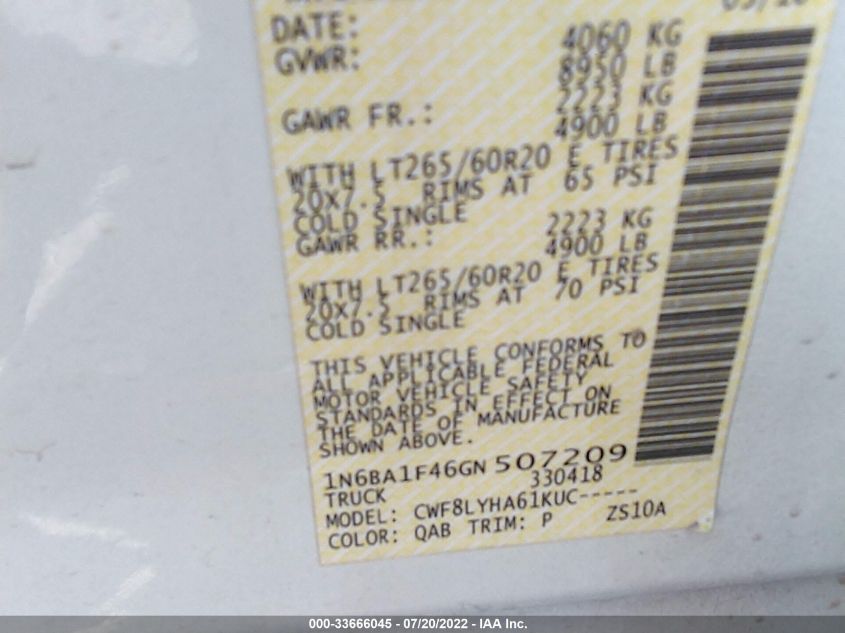 DATE:
4060 KG
GVWR:
8950 LB
2223 KG
GAWR FR.:
4900 LB
WITH LT265/60R20 E TIRES
20x7.5 RIMS AT 65 PSI
COLD SINGLE
2223 KG
GAWR RR.:
4900 LB
WITH LT265/60R20 E TIRES
20x7.5 RIMS AT 70 PSI
COLD SINGLE
THIS VEHICLE CONFORMS TO
ALL APPLICABLE FEDERAL
MOTOR VEHICLE SAFETY
STANDARDS IN EFFECT ON
THE DATE OF MANUFACTURE
SHOWN ABOVE.
1N6BA1F46GN 507209
330418
TRUCK
MODEL: CWF8LYHA61KUC-----
COLOR: QAB TRIM: P ZS10A
000-33666045 - 07/20/2022 - IAA Inc.